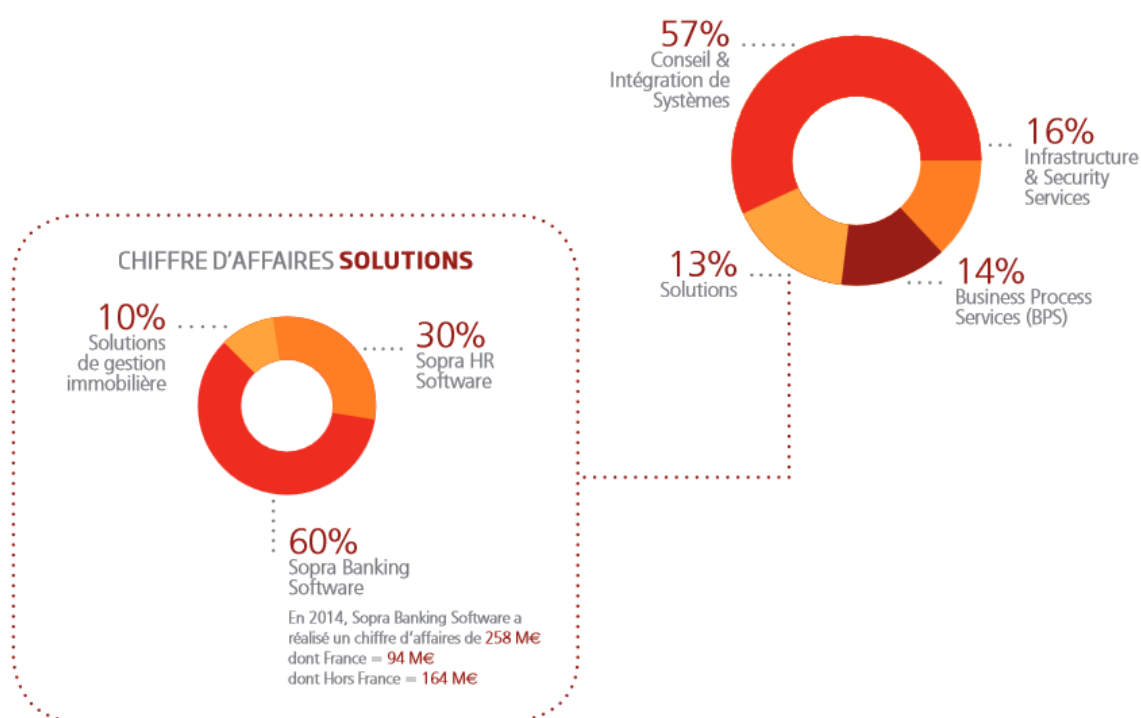 57%
Conseil &
Intégration de
Systèmes
16%
Infrastructure
& Security
Services
13%
Solutions
14%
Business Process
Services (BPS)
CHIFFRE D'AFFAIRES SOLUTIONS
10%
Solutions
de gestion
immobilière
30%
Sopra HR
Software
60%
Sopra Banking
Software
En 2014, Sopra Banking Software a
réalisé un chiffre d'affaires de 258 M€
dont France = 94 M€
dont Hors France = 164 M€